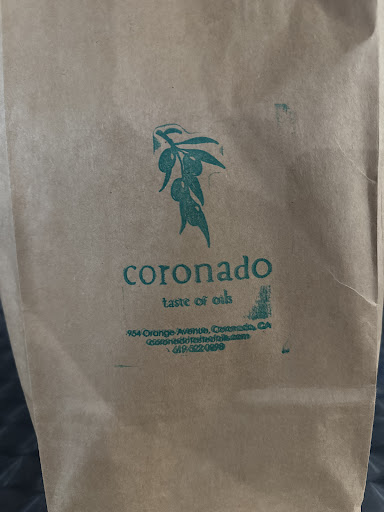 coronado
taste of oils
954 Orange Avenue, Coronado, CA
coronadotasteofoils.com